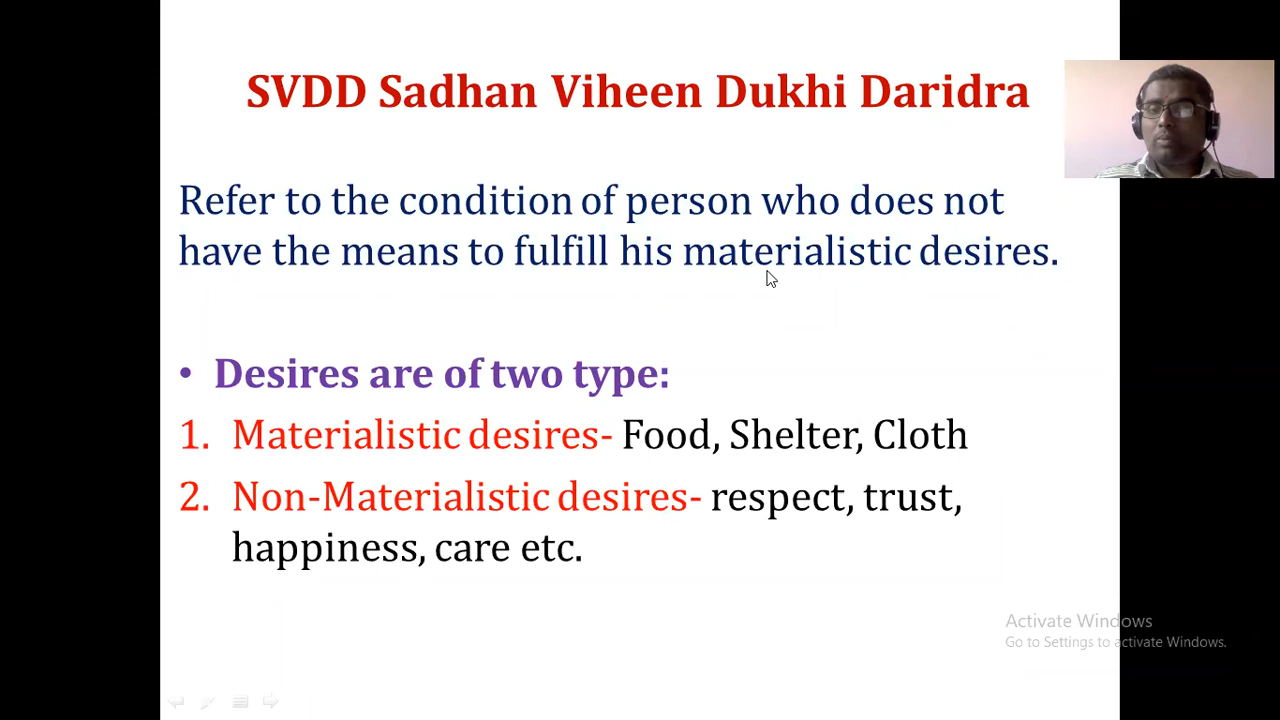 SVDD Sadhan Viheen Dukhi Daridra
Refer to the condition of person who does not
have the means to fulfill his materialistic desires.
• Desires are of two type:
1. Materialistic desires- Food, Shelter, Cloth
2. Non-Materialistic desires- respect, trust,
happiness, care etc.
Activate Windows
Go to Settings to activate Windows.